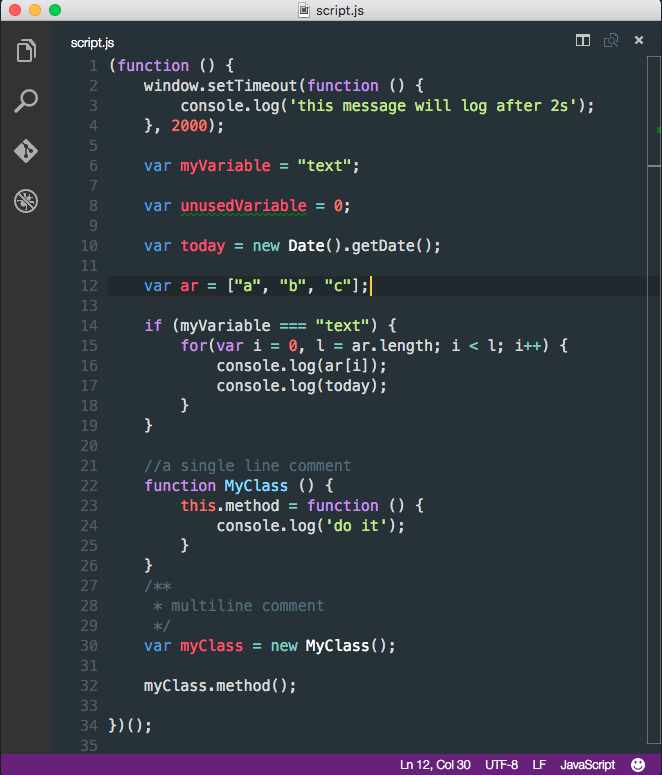 script.js
script.js
1 (function () {
2     window.setTimeout(function () {
3         console.log('this message will log after 2s');
4     }, 2000);
5
6     var myVariable = "text";
7
8     var unusedVariable = 0;
9
10     var today = new Date().getDate();
11
12     var ar = ["a", "b", "c"];
13
14     if (myVariable === "text") {
15         for(var i = 0, l = ar.length; i < l; i++) {
16             console.log(ar[i]);
17             console.log(today);
18         }
19     }
20
21     //a single line comment
22     function MyClass () {
23         this.method = function () {
24             console.log('do it');
25         }
26     }
27     /**
28      * multiline comment
29      */
30     var myClass = new MyClass();
31
32     myClass.method();
33
34 })();
35
Ln 12, Col 30 UTF-8 LF JavaScript